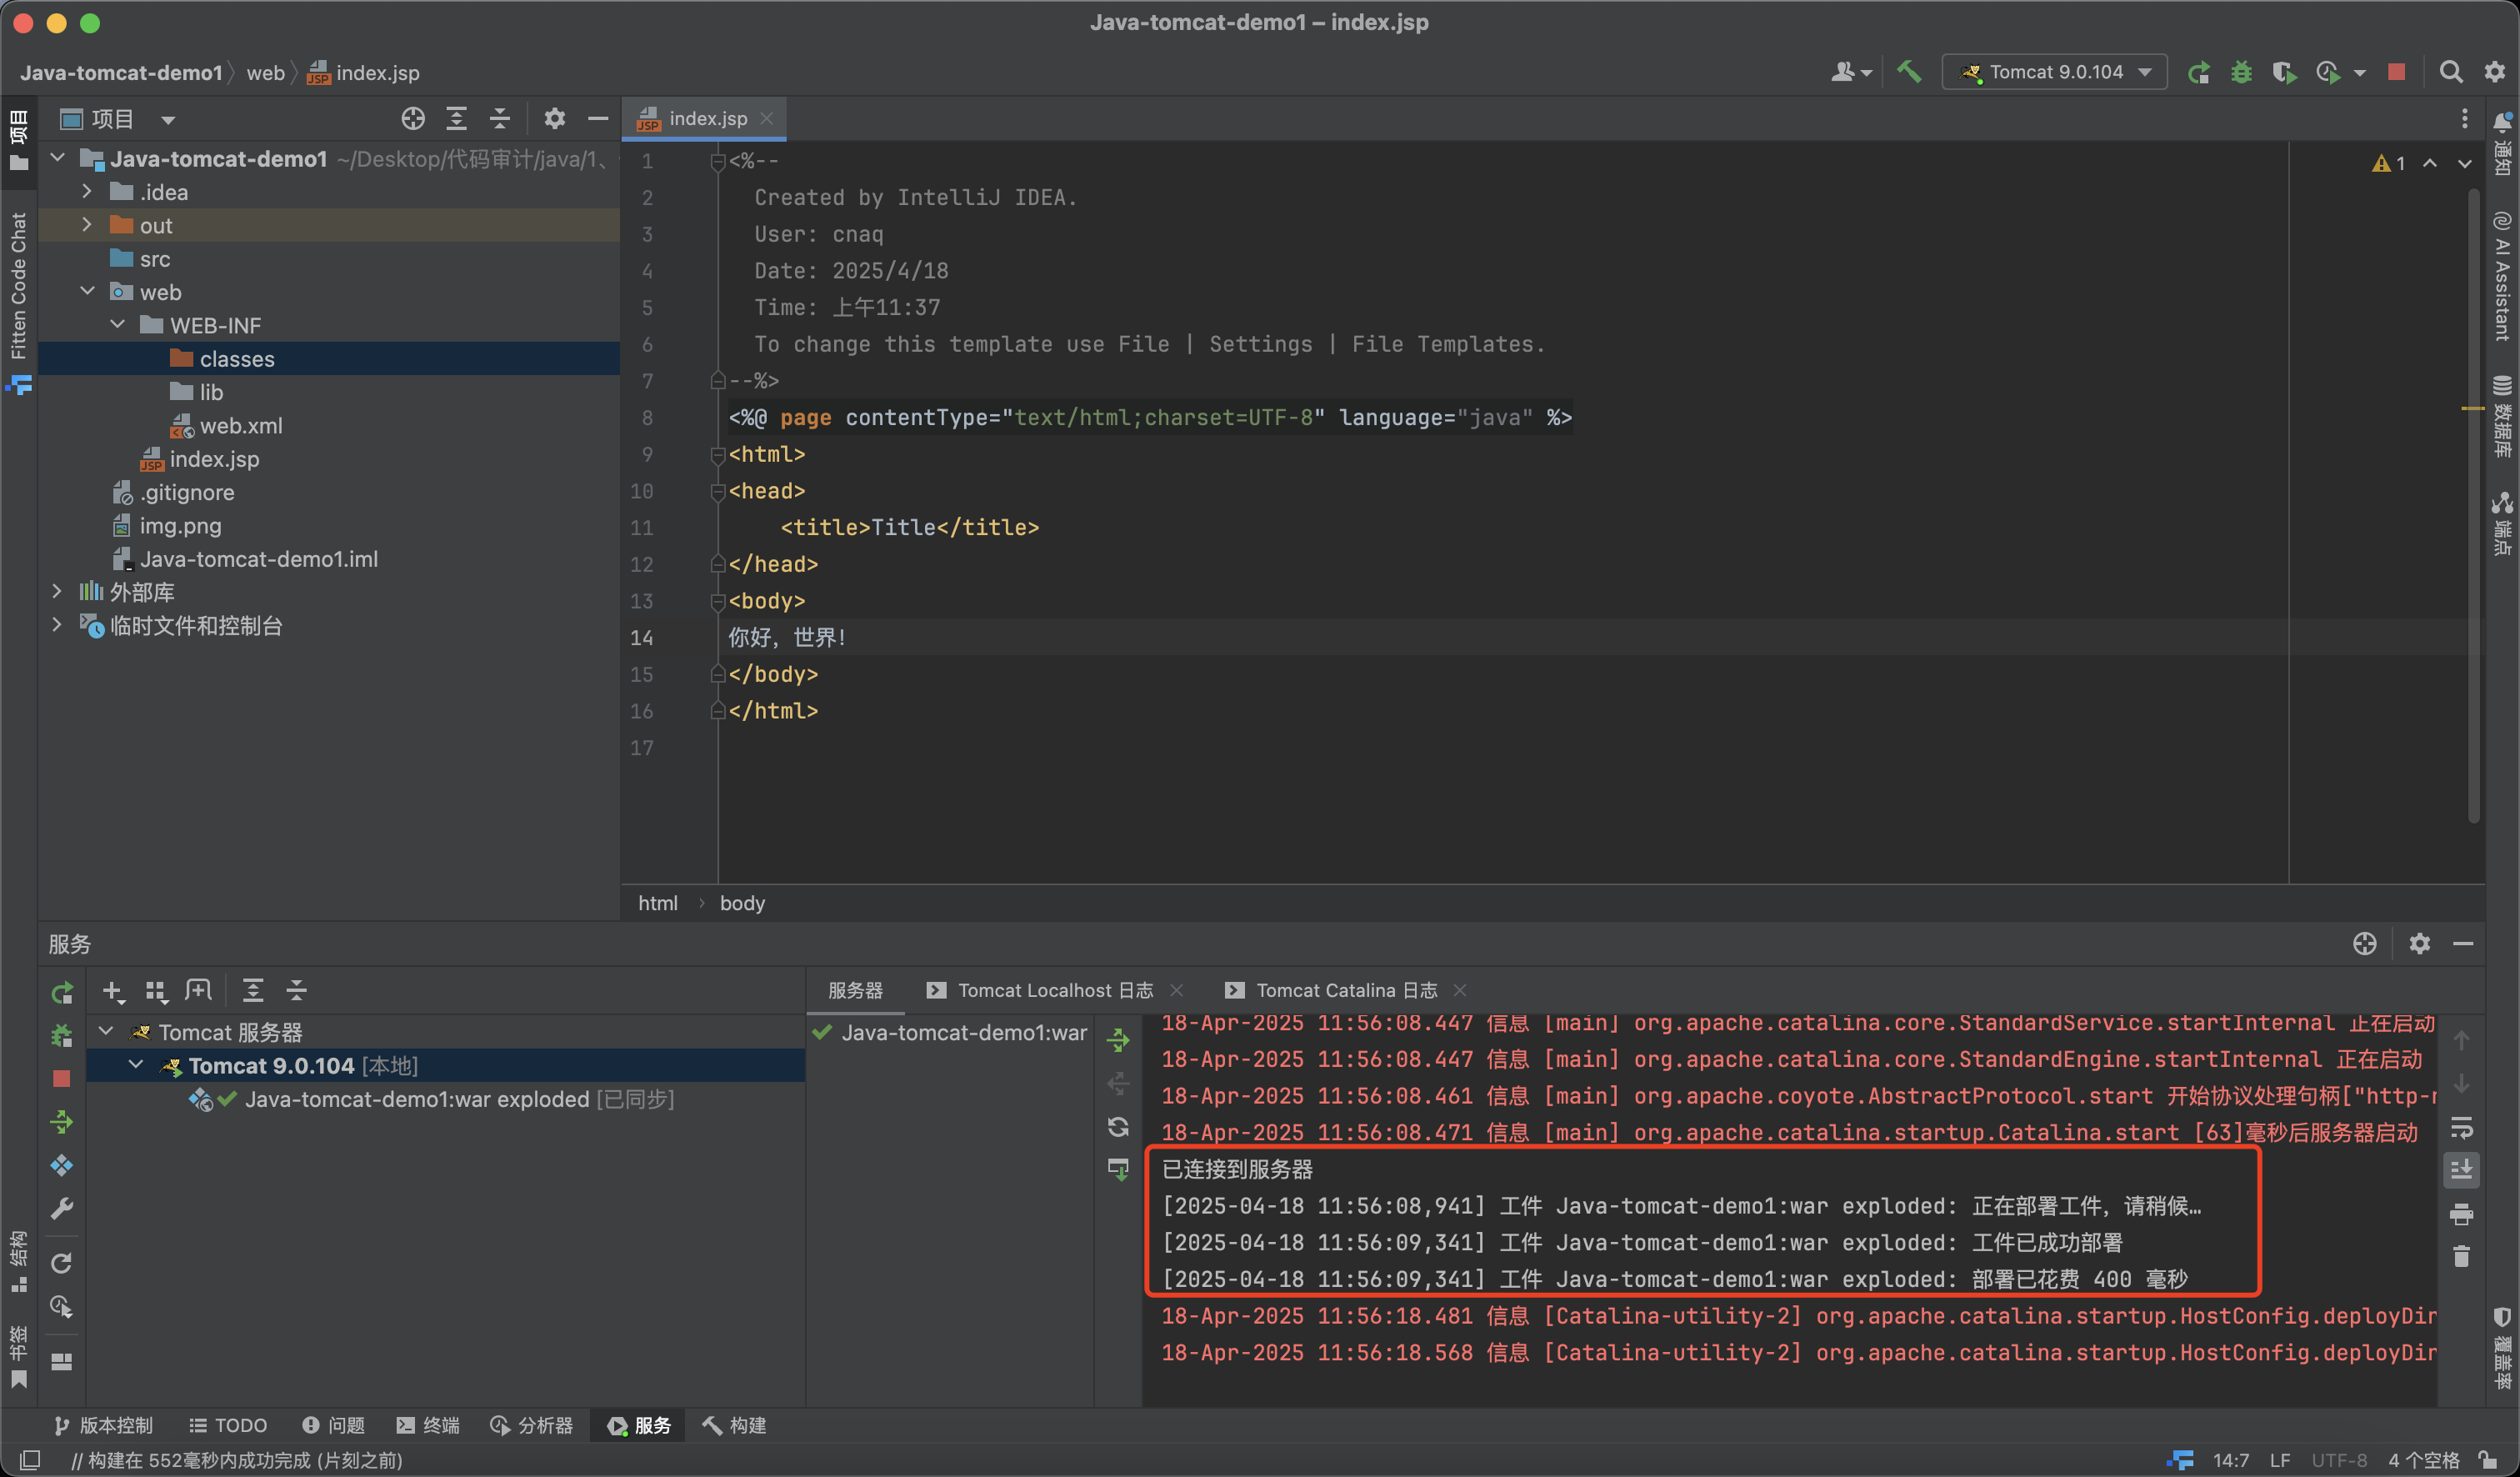 Java-tomcat-demo1 – index.jsp
Java-tomcat-demo1 web index.jsp
Tomcat 9.0.104
项目
Fitten Code Chat
结构
书签
项目
Java-tomcat-demo1 ~/Desktop/代码审计/java/1、
.idea
out
src
web
WEB-INF
classes
lib
web.xml
index.jsp
.gitignore
img.png
Java-tomcat-demo1.iml
外部库
临时文件和控制台
index.jsp
1
1 <%--
2 Created by IntelliJ IDEA.
3 User: cnaq
4 Date: 2025/4/18
5 Time: 上午11:37
6 To change this template use File | Settings | File Templates.
7 --%>
8 <%@ page contentType="text/html;charset=UTF-8" language="java" %>
9 <html>
10 <head>
11 <title>Title</title>
12 </head>
13 <body>
14 你好，世界！
15 </body>
16 </html>
17
html › body
通知
AI Assistant
数据库
端点
覆盖率
服务
Tomcat 服务器
Tomcat 9.0.104 [本地]
Java-tomcat-demo1:war exploded [已同步]
服务器 Tomcat Localhost 日志 Tomcat Catalina 日志
Java-tomcat-demo1:war
18-Apr-2025 11:56:08.447 信息 [main] org.apache.catalina.core.StandardService.startInternal 正在启动
18-Apr-2025 11:56:08.447 信息 [main] org.apache.catalina.core.StandardEngine.startInternal 正在启动
18-Apr-2025 11:56:08.461 信息 [main] org.apache.coyote.AbstractProtocol.start 开始协议处理句柄["http-n
18-Apr-2025 11:56:08.471 信息 [main] org.apache.catalina.startup.Catalina.start [63]毫秒后服务器启动
已连接到服务器
[2025-04-18 11:56:08,941] 工件 Java-tomcat-demo1:war exploded: 正在部署工件，请稍候…
[2025-04-18 11:56:09,341] 工件 Java-tomcat-demo1:war exploded: 工件已成功部署
[2025-04-18 11:56:09,341] 工件 Java-tomcat-demo1:war exploded: 部署已花费 400 毫秒
18-Apr-2025 11:56:18.481 信息 [Catalina-utility-2] org.apache.catalina.startup.HostConfig.deployDir
18-Apr-2025 11:56:18.568 信息 [Catalina-utility-2] org.apache.catalina.startup.HostConfig.deployDir
版本控制 TODO 问题 终端 分析器 服务 构建
// 构建在 552毫秒内成功完成 (片刻之前)
14:7 LF UTF-8 4 个空格